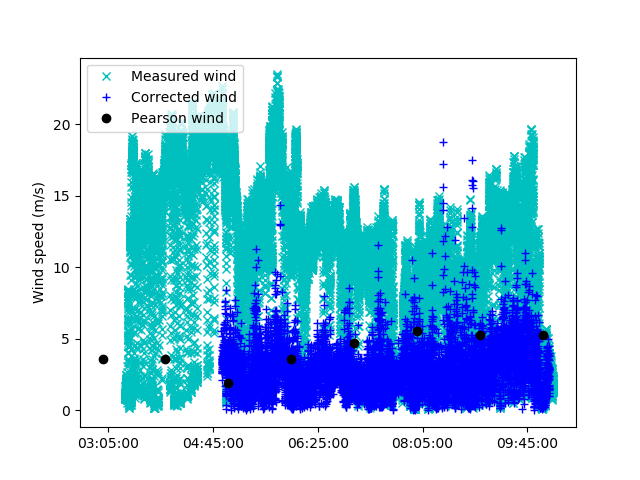 Measured wind
Corrected wind
Pearson wind
Wind speed (m/s)
20
15
10
5
0
03:05:00 04:45:00 06:25:00 08:05:00 09:45:00